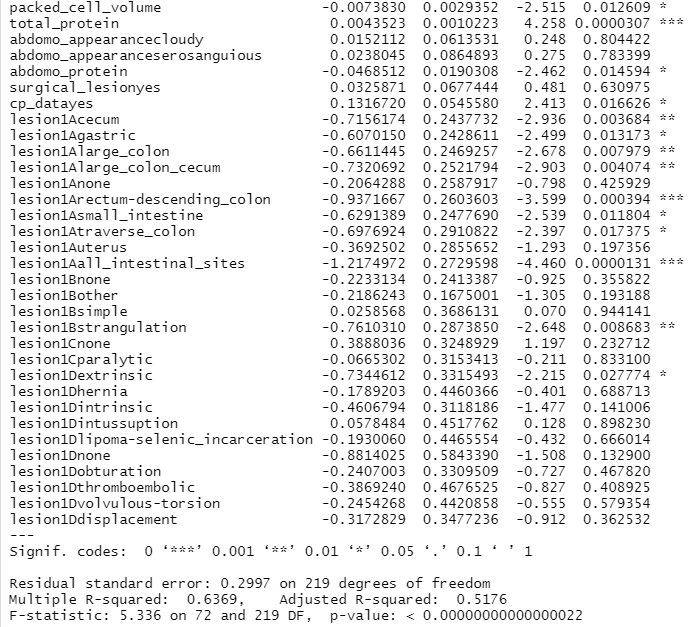 packed_cell_volume -0.0073830 0.0029352 -2.515 0.012609 *
total_protein 0.0043523 0.0010223 4.258 0.0000307 ***
abdomo_appearancecloudy 0.0152112 0.0613531 0.248 0.804422
abdomo_appearanceserosanguious 0.0238045 0.0864893 0.275 0.783399
abdomo_protein -0.0468512 0.0190308 -2.462 0.014594 *
surgical_lesionyes 0.0325871 0.0677444 0.481 0.630975
cp_datayes 0.1316720 0.0545580 2.413 0.016626 *
lesion1Acecum -0.7156174 0.2437732 -2.936 0.003684 **
lesion1Agastric -0.6070150 0.2428611 -2.499 0.013173 *
lesion1Alarge_colon -0.6611445 0.2469257 -2.678 0.007979 **
lesion1Alarge_colon_cecum -0.7320692 0.2521794 -2.903 0.004074 **
lesion1Anone -0.2064288 0.2587917 -0.798 0.425929
lesion1Arectum-descending_colon -0.9371667 0.2603603 -3.599 0.000394 ***
lesion1Asmall_intestine -0.6291389 0.2477690 -2.539 0.011804 *
lesion1Atraverse_colon -0.6976924 0.2910822 -2.397 0.017375 *
lesion1Auterus -0.3692502 0.2855652 -1.293 0.197356
lesion1Aall_intestinal_sites -1.2174972 0.2729598 -4.460 0.0000131 ***
lesion1Bnone -0.2233134 0.2413387 -0.925 0.355822
lesion1Bother -0.2186243 0.1675001 -1.305 0.193188
lesion1Bsimple 0.0258568 0.3686131 0.070 0.944141
lesion1Bstrangulation -0.7610310 0.2873850 -2.648 0.008683 **
lesion1Cnone 0.3888036 0.3248929 1.197 0.232712
lesion1Cparalytic -0.0665302 0.3153413 -0.211 0.833100
lesion1Dextrinsic -0.7344612 0.3315493 -2.215 0.027774 *
lesion1Dhernia -0.1789203 0.4460366 -0.401 0.688713
lesion1Dintrinsic -0.4606794 0.3118186 -1.477 0.141006
lesion1Dintussuption 0.0578484 0.4517762 0.128 0.898230
lesion1Dlipoma-selenic_incarceration -0.1930060 0.4465554 -0.432 0.666014
lesion1Dnone -0.8814025 0.5843390 -1.508 0.132900
lesion1Dobturation -0.2407003 0.3309509 -0.727 0.467820
lesion1Dthromboembolic -0.3869240 0.4676525 -0.827 0.408925
lesion1Dvolvulous-torsion -0.2454268 0.4420858 -0.555 0.579354
lesion1Ddisplacement -0.3172829 0.3477236 -0.912 0.362532
---
Signif. codes: 0 ‘***’ 0.001 ‘**’ 0.01 ‘*’ 0.05 ‘.’ 0.1 ‘ ’ 1
Residual standard error: 0.2997 on 219 degrees of freedom
Multiple R-squared: 0.6369, Adjusted R-squared: 0.5176
F-statistic: 5.336 on 72 and 219 DF, p-value: < 0.00000000000000022